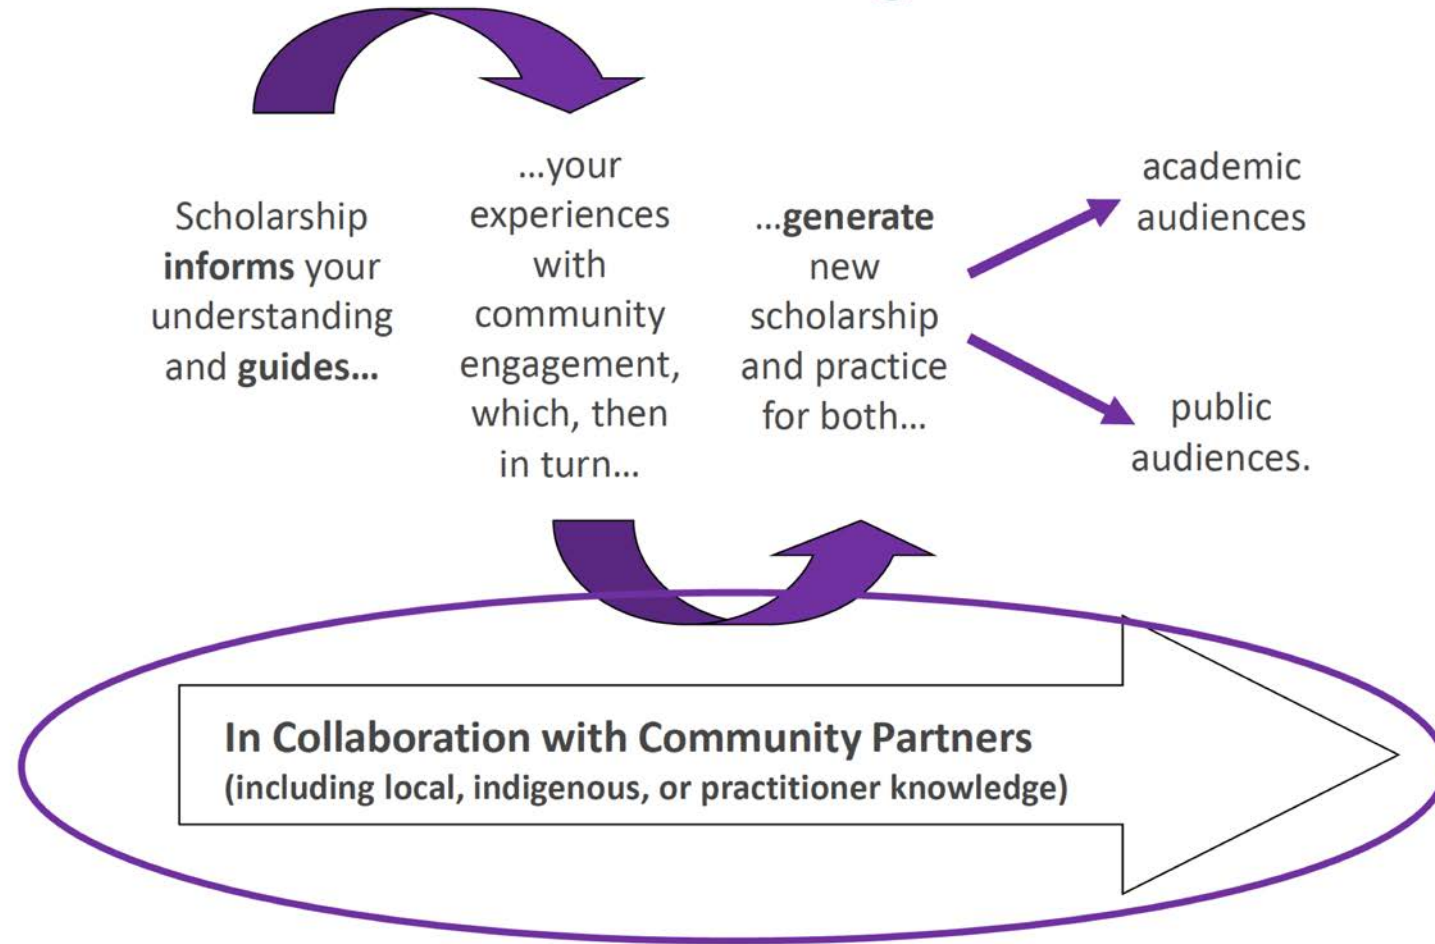 Scholarship
informs your
understanding
and guides...
...your
experiences
with
community
engagement,
which, then
in turn...
...generate
new
scholarship
and practice
for both...
academic
audiences
public
audiences.
In Collaboration with Community Partners
(including local, indigenous, or practitioner knowledge)